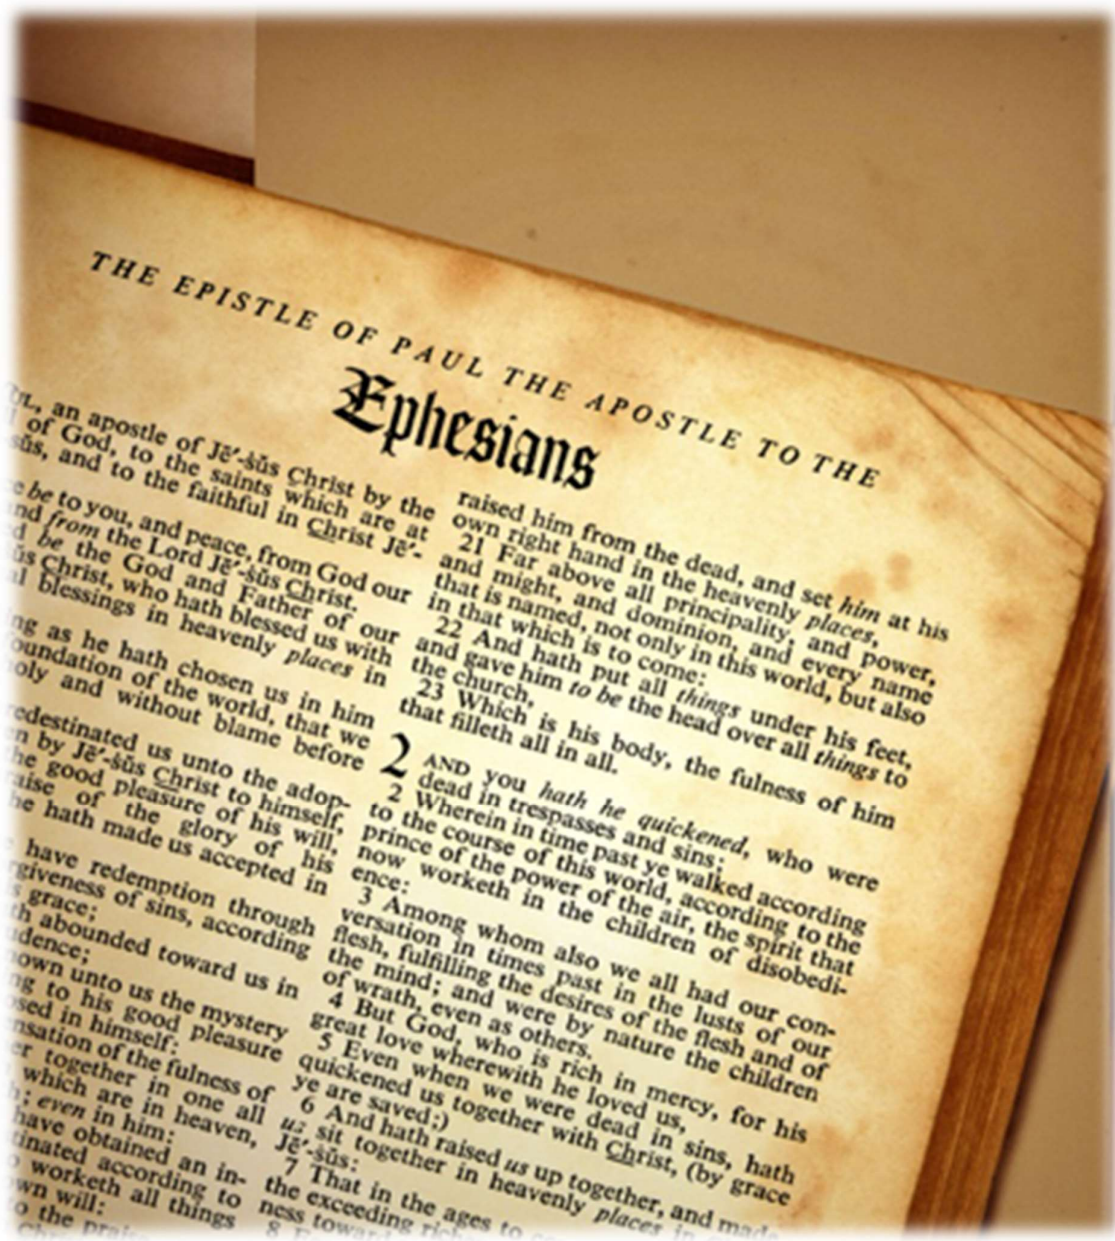 THE EPISTLE OF PAUL THE APOSTLE TO THE
Ephesians
an apostle of Jē′-ṡŭs Christ by the
of God, to the saints which are at
and to the faithful in Christ Jē′-
be to you, and peace, from God our
from the Lord Jē′-ṡŭs Christ.
be the God and Father of our
Christ, who hath blessed us with
blessings in heavenly places in
as he hath chosen us in him
of the world, that we
and without blame before
us unto the adop-
by Jē′-ṡŭs Christ to himself,
good pleasure of his will,
of the glory of his
hath made us accepted in
have redemption through
of sins, according
grace;
abounded toward us in
unto us the mystery
to his good pleasure
in himself:
of the fulness of
together in one all
which are in heaven,
even in him:
have obtained an in-
according to
worketh all things
will:
the praise
raised him from the dead, and set him at his
own right hand in the heavenly places,
21 Far above all principality, and power,
and might, and dominion, and every name
that is named, not only in this world, but also
in that which is to come:
22 And hath put all things under his feet,
and gave him to be the head over all things to
the church,
23 Which is his body, the fulness of him
that filleth all in all.
2 AND you hath he quickened, who were
dead in trespasses and sins;
2 Wherein in time past ye walked according
to the course of this world, according to the
prince of the power of the air, the spirit that
now worketh in the children of disobedi-
ence:
3 Among whom also we all had our con-
versation in times past in the lusts of our
flesh, fulfilling the desires of the flesh and of
the mind; and were by nature the children
of wrath, even as others.
4 But God, who is rich in mercy, for his
great love wherewith he loved us,
5 Even when we were dead in sins, hath
quickened us together with Christ, (by grace
ye are saved;)
6 And hath raised us up together, and made
us sit together in heavenly places in
Jē′-ṡŭs:
7 That in the ages to
the exceeding
ness toward
8